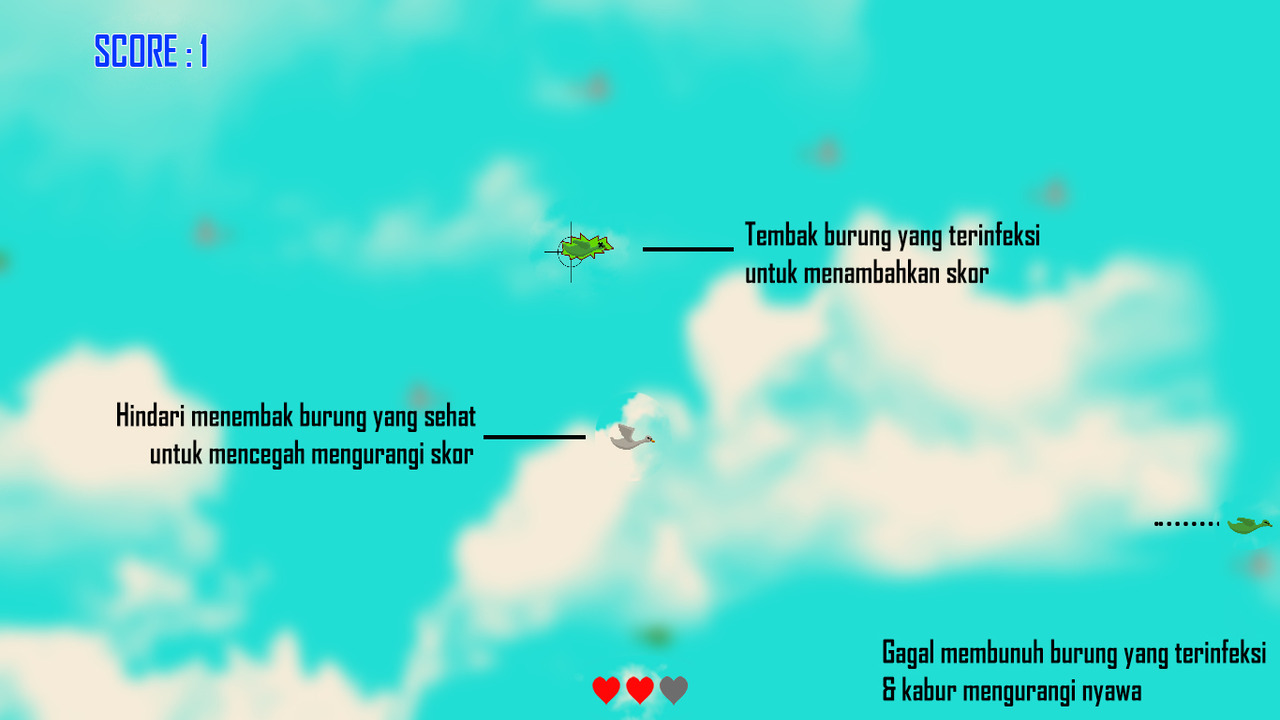 SCORE : 1
Tembak burung yang terinfeksi
untuk menambahkan skor
Hindari menembak burung yang sehat
untuk mencegah mengurangi skor
Gagal membunuh burung yang terinfeksi
& kabur mengurangi nyawa